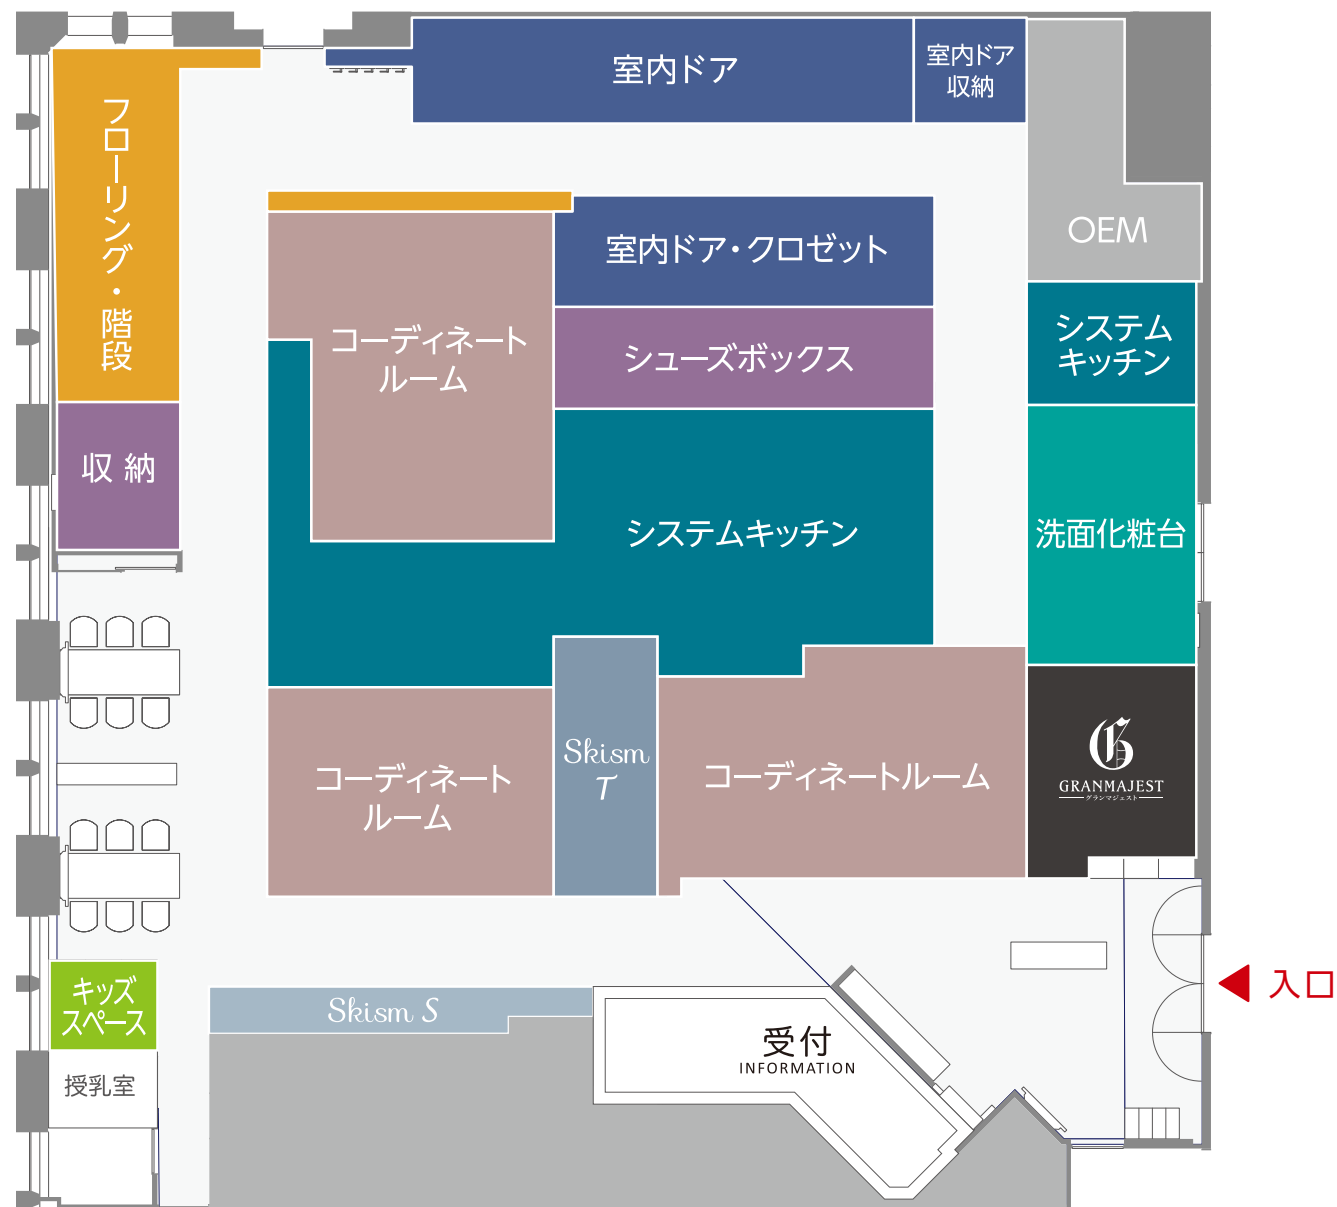 室内ドア
室内ドア
収納
フローリング・階段
OEM
室内ドア・クロゼット
コーディネート
ルーム
シューズボックス
システム
キッチン
収納
システムキッチン
洗面化粧台
Skism
T
コーディネート
ルーム
コーディネートルーム
G
GRANMAJEST
グランマジェスト
入口
キッズ
スペース
Skism S
受付
INFORMATION
授乳室